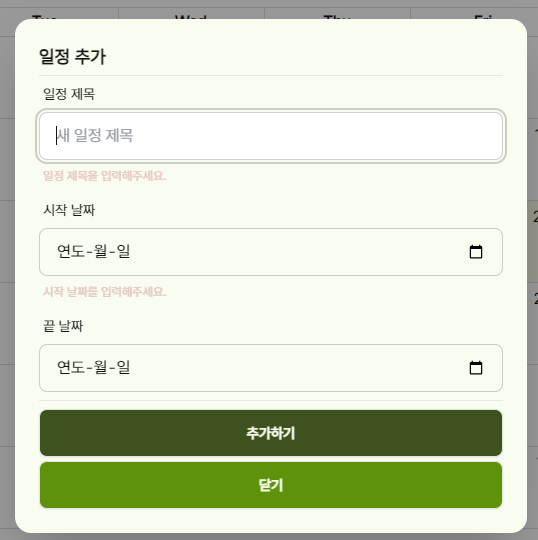 Tue Wed Thu Fri
일정 추가
일정 제목
새 일정 제목
일정 제목을 입력해주세요.
시작 날짜
연도-월-일
시작 날짜를 입력해주세요.
끝 날짜
연도-월-일
추가하기
닫기